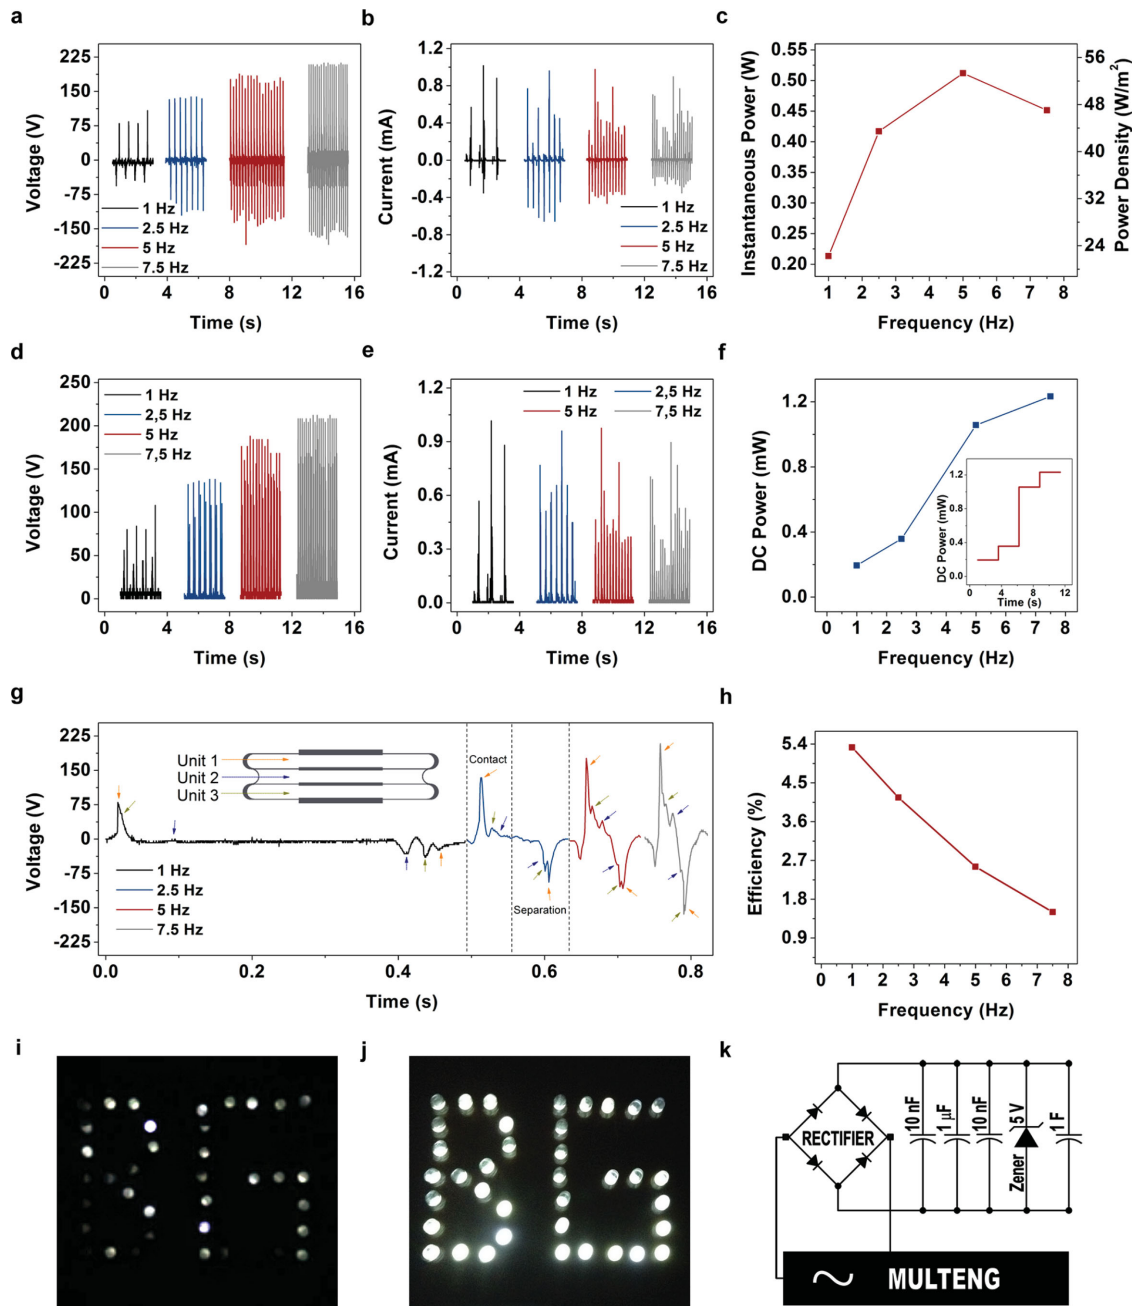 a
225
150
75
0
-75
-150
-225
Voltage (V)
1 Hz
2.5 Hz
5 Hz
7.5 Hz
0 4 8 12 16
Time (s)
b
1.2
0.8
0.4
0.0
-0.4
-0.8
-1.2
Current (mA)
1 Hz
2.5 Hz
5 Hz
7.5 Hz
0 4 8 12 16
Time (s)
c
0.55
0.50
0.45
0.40
0.35
0.30
0.25
0.20
Instantaneous Power (W)
56
48
40
32
24
Power Density (W/m²)
1 2 3 4 5 6 7 8
Frequency (Hz)
d
250
200
150
100
50
0
Voltage (V)
1 Hz
2,5 Hz
5 Hz
7,5 Hz
0 4 8 12 16
Time (s)
e
1.2
0.9
0.6
0.3
0.0
Current (mA)
1 Hz 2,5 Hz
5 Hz 7,5 Hz
0 4 8 12 16
Time (s)
f
1.2
0.8
0.4
0.0
DC Power (mW)
1.2
0.8
0.4
0.0
DC Power (mW)
0 4 8 12
Time (s)
0 1 2 3 4 5 6 7 8
Frequency (Hz)
g
225
150
75
0
-75
-150
-225
Voltage (V)
Unit 1
Unit 2
Unit 3
Contact
Separation
1 Hz
2.5 Hz
5 Hz
7.5 Hz
0.0 0.2 0.4 0.6 0.8
Time (s)
h
5.4
4.5
3.6
2.7
1.8
0.9
Efficiency (%)
0 1 2 3 4 5 6 7 8
Frequency (Hz)
i
j
BG
k
RECTIFIER
10 nF
1 µF
10 nF
Zener 5 V
1 F
MULTENG